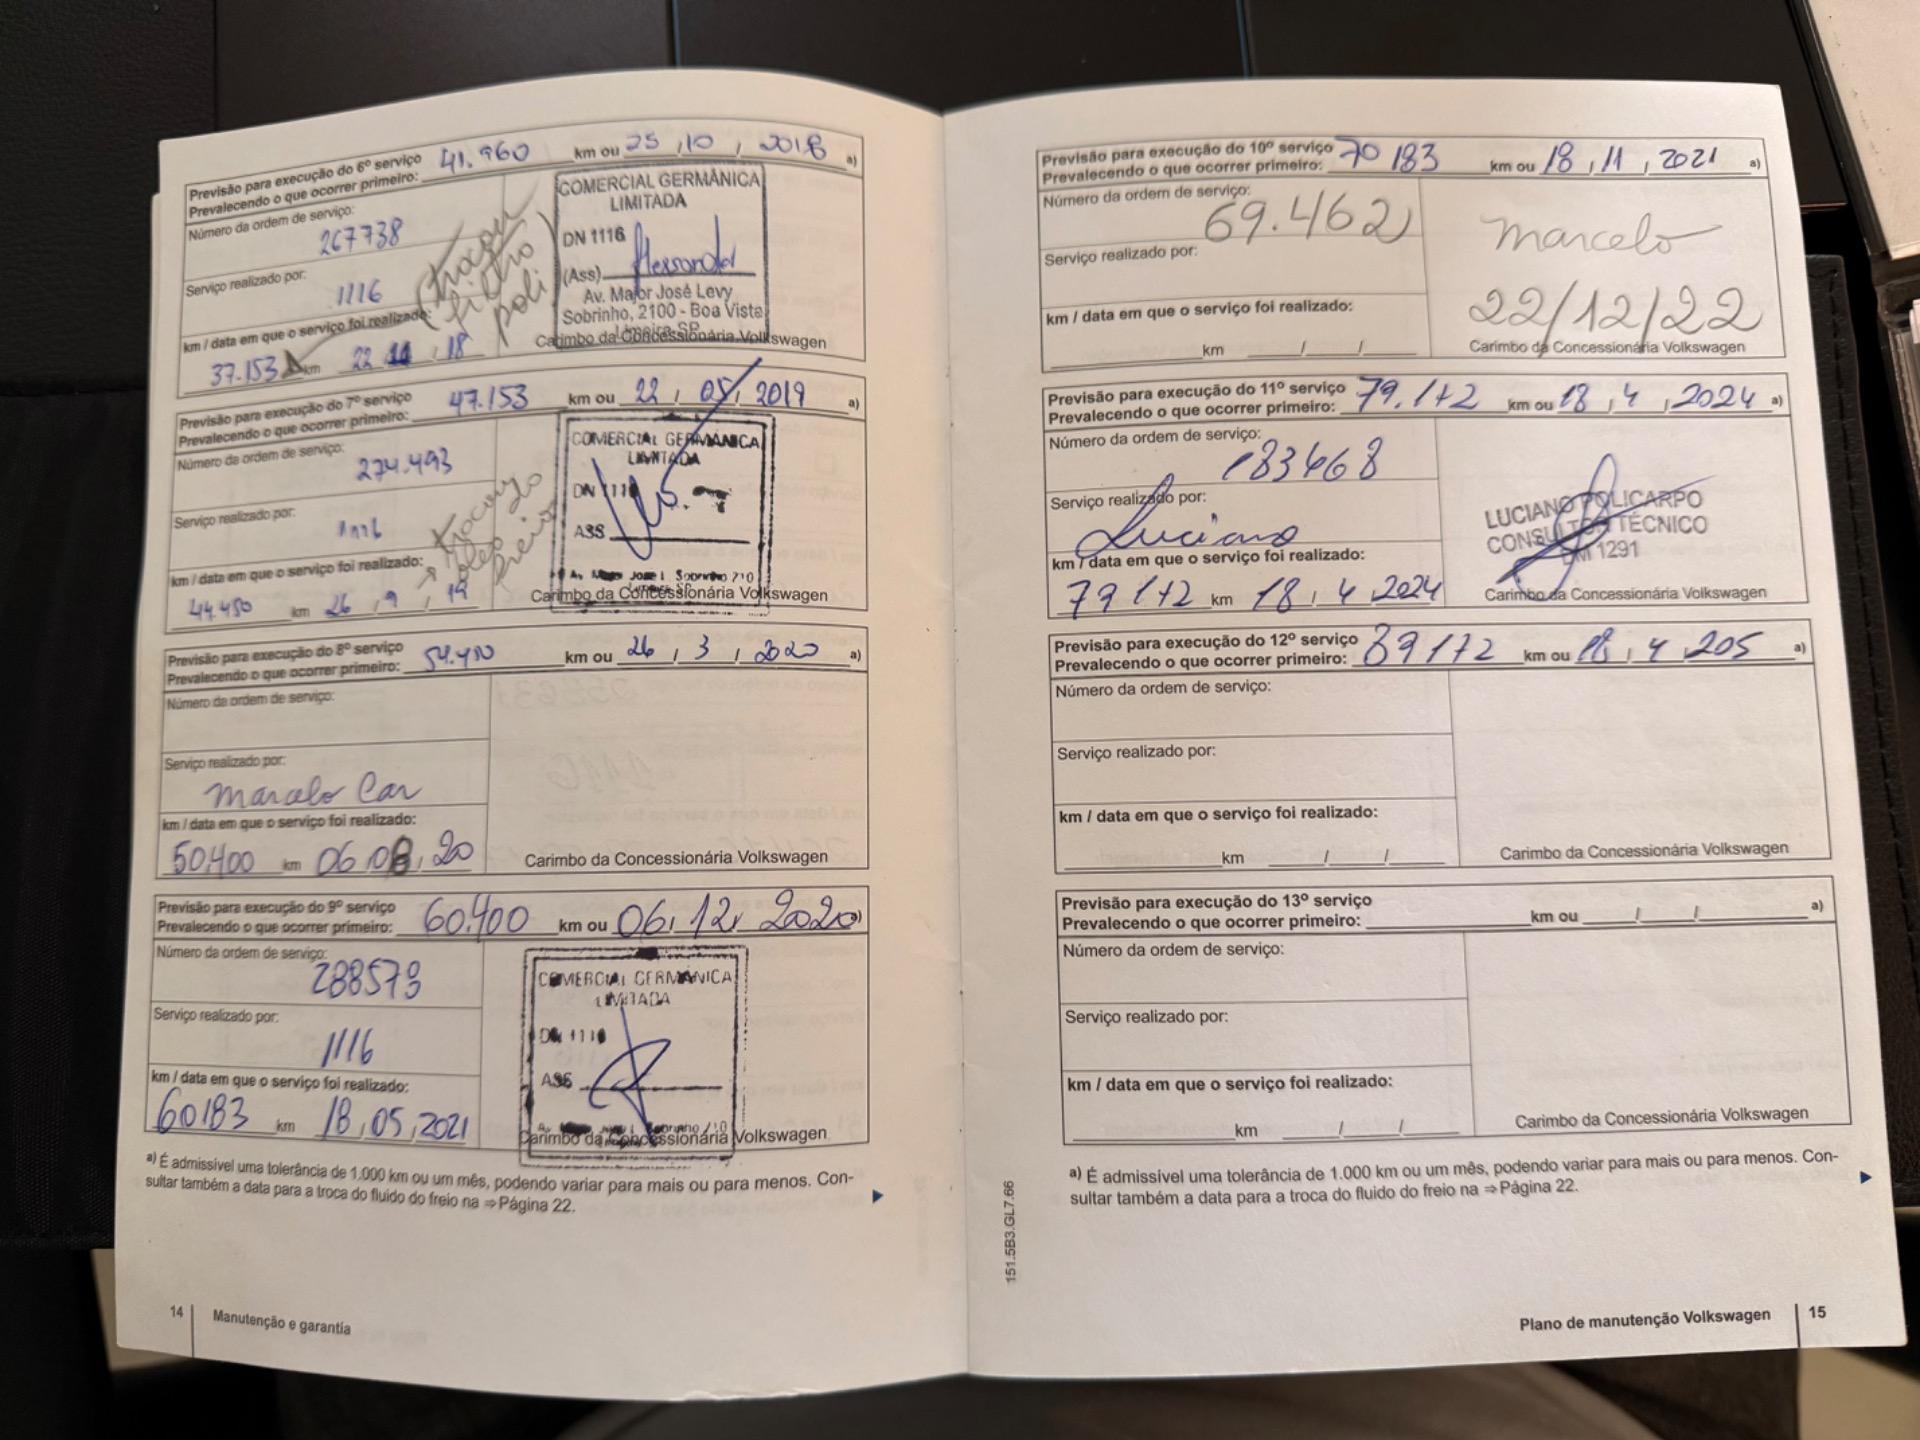 Previsão para execução do 6º serviço
Prevalecendo o que ocorrer primeiro: 41.960 km ou 25, 10, 2018 a)
Número da ordem de serviço:
267738
Serviço realizado por:
1116
km / data em que o serviço foi realizado:
37.153 km 22 11, 18
(trocou
filtro
poli)
COMERCIAL GERMÂNICA
LIMITADA
DN 1116
(Ass)
Av. Major José Levy
Sobrinho, 2100 - Boa Vista
Limeira-SP
Carimbo da Concessionária Volkswagen
Previsão para execução do 7º serviço
Prevalecendo o que ocorrer primeiro: 47.153 km ou 22, 05, 2019 a)
Número da ordem de serviço:
274.493
Serviço realizado por:
1116
km / data em que o serviço foi realizado:
44.450 km 26, 9, 19
COMERCIAL GERMÂNICA
LIMITADA
DN 1116
ASS
Carimbo da Concessionária Volkswagen
Previsão para execução do 8º serviço
Prevalecendo o que ocorrer primeiro: 54.450 km ou 26, 3, 2020 a)
Número da ordem de serviço:
Serviço realizado por:
Marcelo Car
km / data em que o serviço foi realizado:
50.400 km 06, 08, 20
Carimbo da Concessionária Volkswagen
Previsão para execução do 9º serviço
Prevalecendo o que ocorrer primeiro: 60.400 km ou 06, 12, 2020 a)
Número da ordem de serviço:
288573
Serviço realizado por:
1116
km / data em que o serviço foi realizado:
60183 km 18, 05, 2021
COMERCIAL GERMÂNICA
LIMITADA
DN 1116
ASS
Carimbo da Concessionária Volkswagen
a) É admissível uma tolerância de 1.000 km ou um mês, podendo variar para mais ou para menos. Con-
sultar também a data para a troca do fluido do freio na ⇒ Página 22.
14 Manutenção e garantia
Previsão para execução do 10º serviço
Prevalecendo o que ocorrer primeiro: 70 183 km ou 18, 11, 2021 a)
Número da ordem de serviço:
69.462
Serviço realizado por:
km / data em que o serviço foi realizado:
km / /
Marcelo
22/12/22
Carimbo da Concessionária Volkswagen
Previsão para execução do 11º serviço
Prevalecendo o que ocorrer primeiro: 79.172 km ou 18, 4, 2024 a)
Número da ordem de serviço:
183468
Serviço realizado por:
Luciano
km / data em que o serviço foi realizado:
79172 km 18, 4, 2024
LUCIANO POLICARPO
CONSULTOR TÉCNICO
DN 1291
Carimbo da Concessionária Volkswagen
Previsão para execução do 12º serviço
Prevalecendo o que ocorrer primeiro: 89172 km ou 18, 4, 205 a)
Número da ordem de serviço:
Serviço realizado por:
km / data em que o serviço foi realizado:
km / /
Carimbo da Concessionária Volkswagen
Previsão para execução do 13º serviço
Prevalecendo o que ocorrer primeiro: km ou / / a)
Número da ordem de serviço:
Serviço realizado por:
km / data em que o serviço foi realizado:
km / /
Carimbo da Concessionária Volkswagen
a) É admissível uma tolerância de 1.000 km ou um mês, podendo variar para mais ou para menos. Con-
sultar também a data para a troca do fluido do freio na ⇒ Página 22.
151.5B3.GL7.66
Plano de manutenção Volkswagen 15